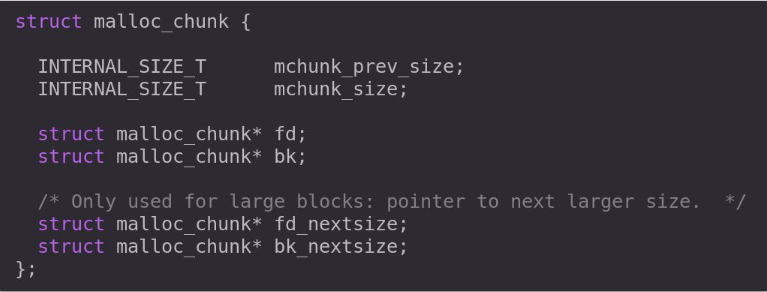 struct malloc_chunk {
INTERNAL_SIZE_T mchunk_prev_size;
INTERNAL_SIZE_T mchunk_size;
struct malloc_chunk* fd;
struct malloc_chunk* bk;
/* Only used for large blocks: pointer to next larger size. */
struct malloc_chunk* fd_nextsize;
struct malloc_chunk* bk_nextsize;
};